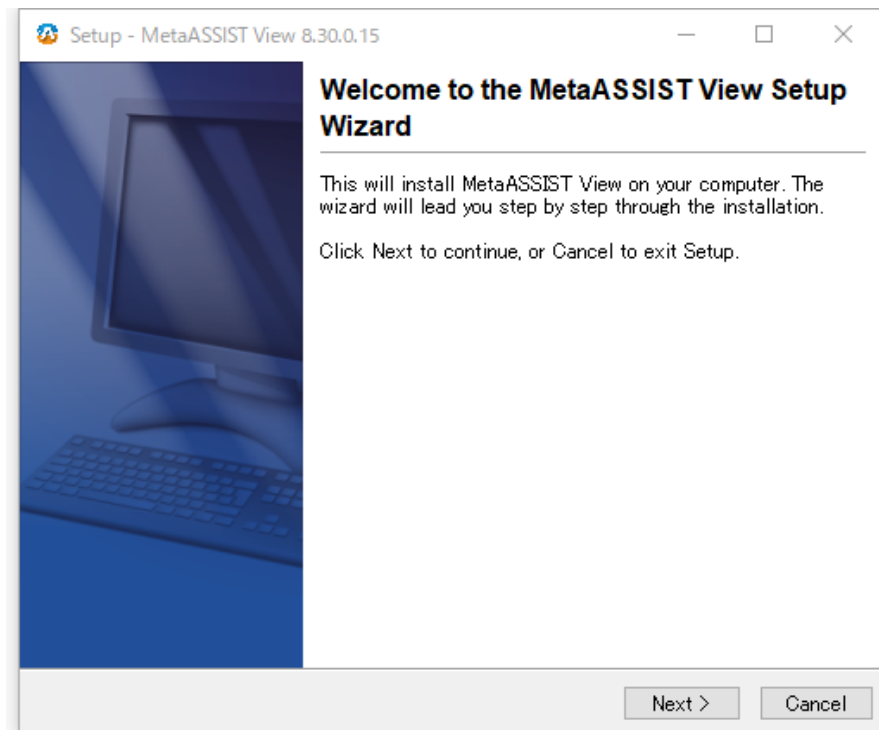 Setup - MetaASSIST View 8.30.0.15
Welcome to the MetaASSIST View Setup
Wizard
This will install MetaASSIST View on your computer. The
wizard will lead you step by step through the installation.
Click Next to continue, or Cancel to exit Setup.
Next >
Cancel